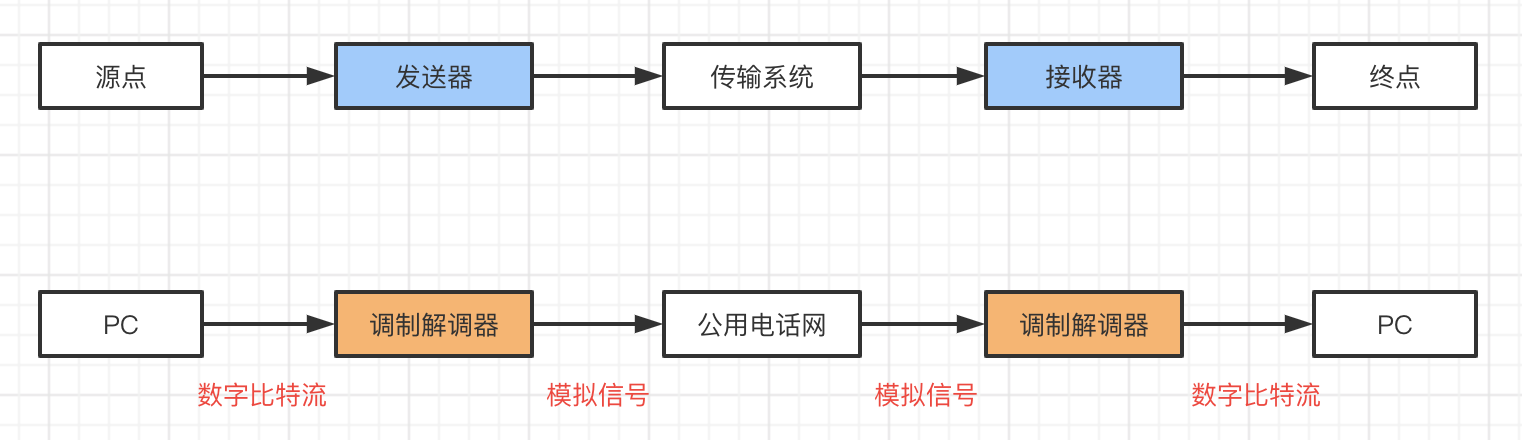 源点 发送器 传输系统 接收器 终点
PC 调制解调器 公用电话网 调制解调器 PC
数字比特流 模拟信号 模拟信号 数字比特流